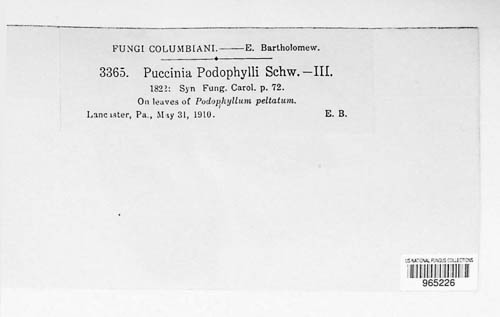 FUNGI COLUMBIANI.——E. Bartholomew.
3365. Puccinia Podophylli Schw.—III.
1822: Syn Fung. Carol. p. 72.
On leaves of Podophyllum peltatum.
Lancaster, Pa., May 31, 1910. E. B.
US NATIONAL FUNGUS COLLECTIONS
965226